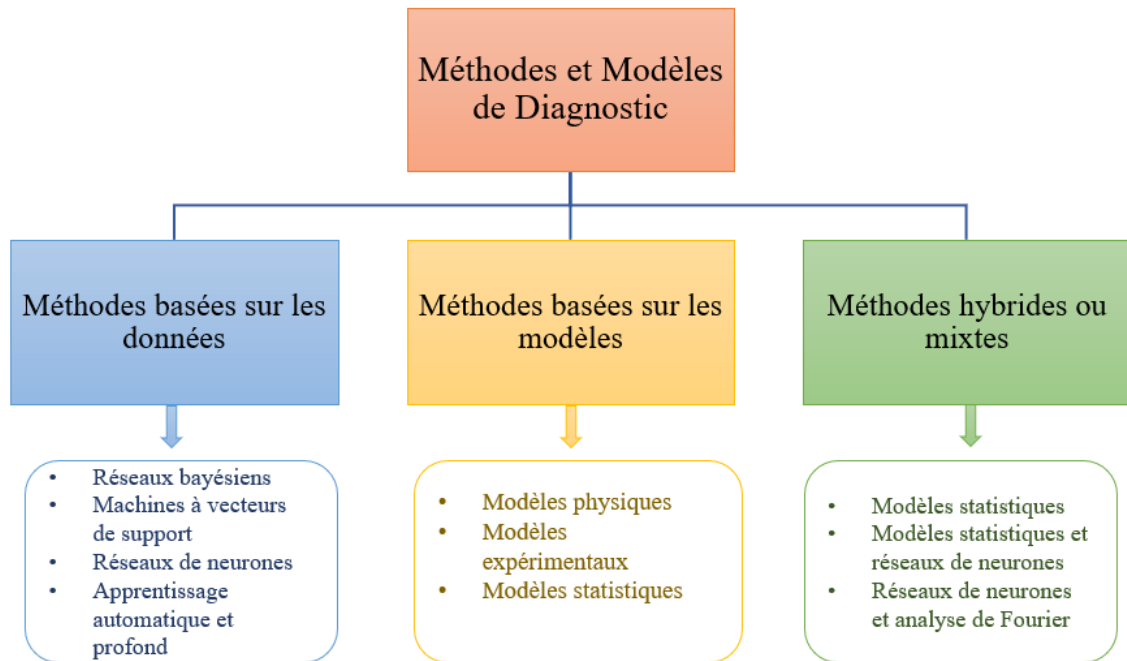 Méthodes et Modèles
de Diagnostic
Méthodes basées sur les
données
Méthodes basées sur les
modèles
Méthodes hybrides ou
mixtes
• Réseaux bayésiens
• Machines à vecteurs
de support
• Réseaux de neurones
• Apprentissage
automatique et
profond
• Modèles physiques
• Modèles
expérimentaux
• Modèles statistiques
• Modèles statistiques
• Modèles statistiques et
réseaux de neurones
• Réseaux de neurones
et analyse de Fourier